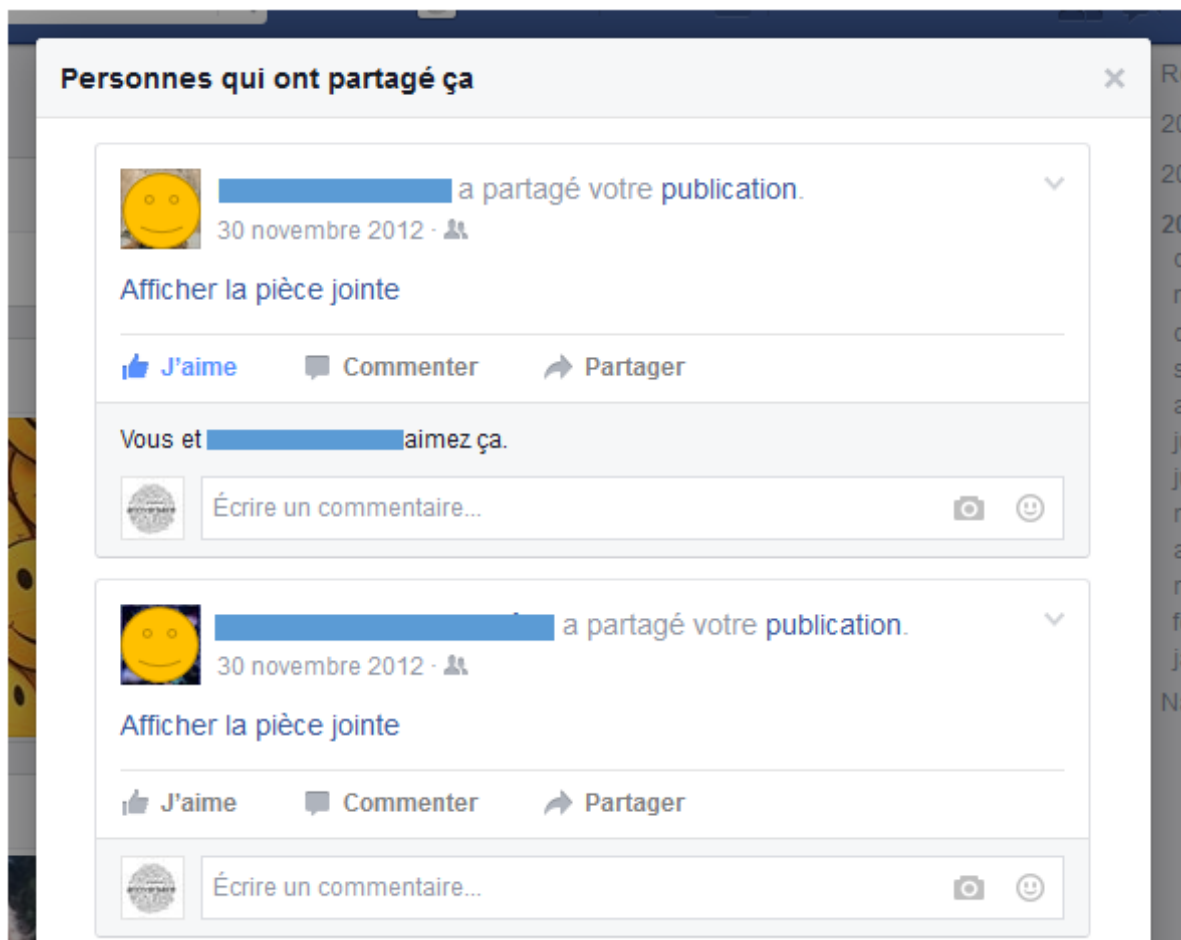 Personnes qui ont partagé ça
a partagé votre publication.
30 novembre 2012
Afficher la pièce jointe
J'aime Commenter Partager
Vous et aimez ça.
Écrire un commentaire...
a partagé votre publication.
30 novembre 2012
Afficher la pièce jointe
J'aime Commenter Partager
Écrire un commentaire...